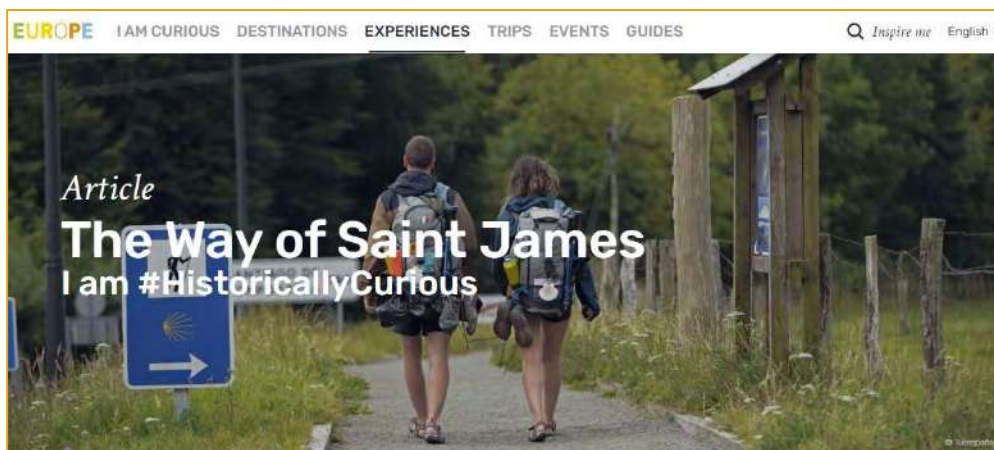 EUROPE I AM CURIOUS DESTINATIONS EXPERIENCES TRIPS EVENTS GUIDES Inspire me English
Article
The Way of Saint James
I am #HistoricallyCurious